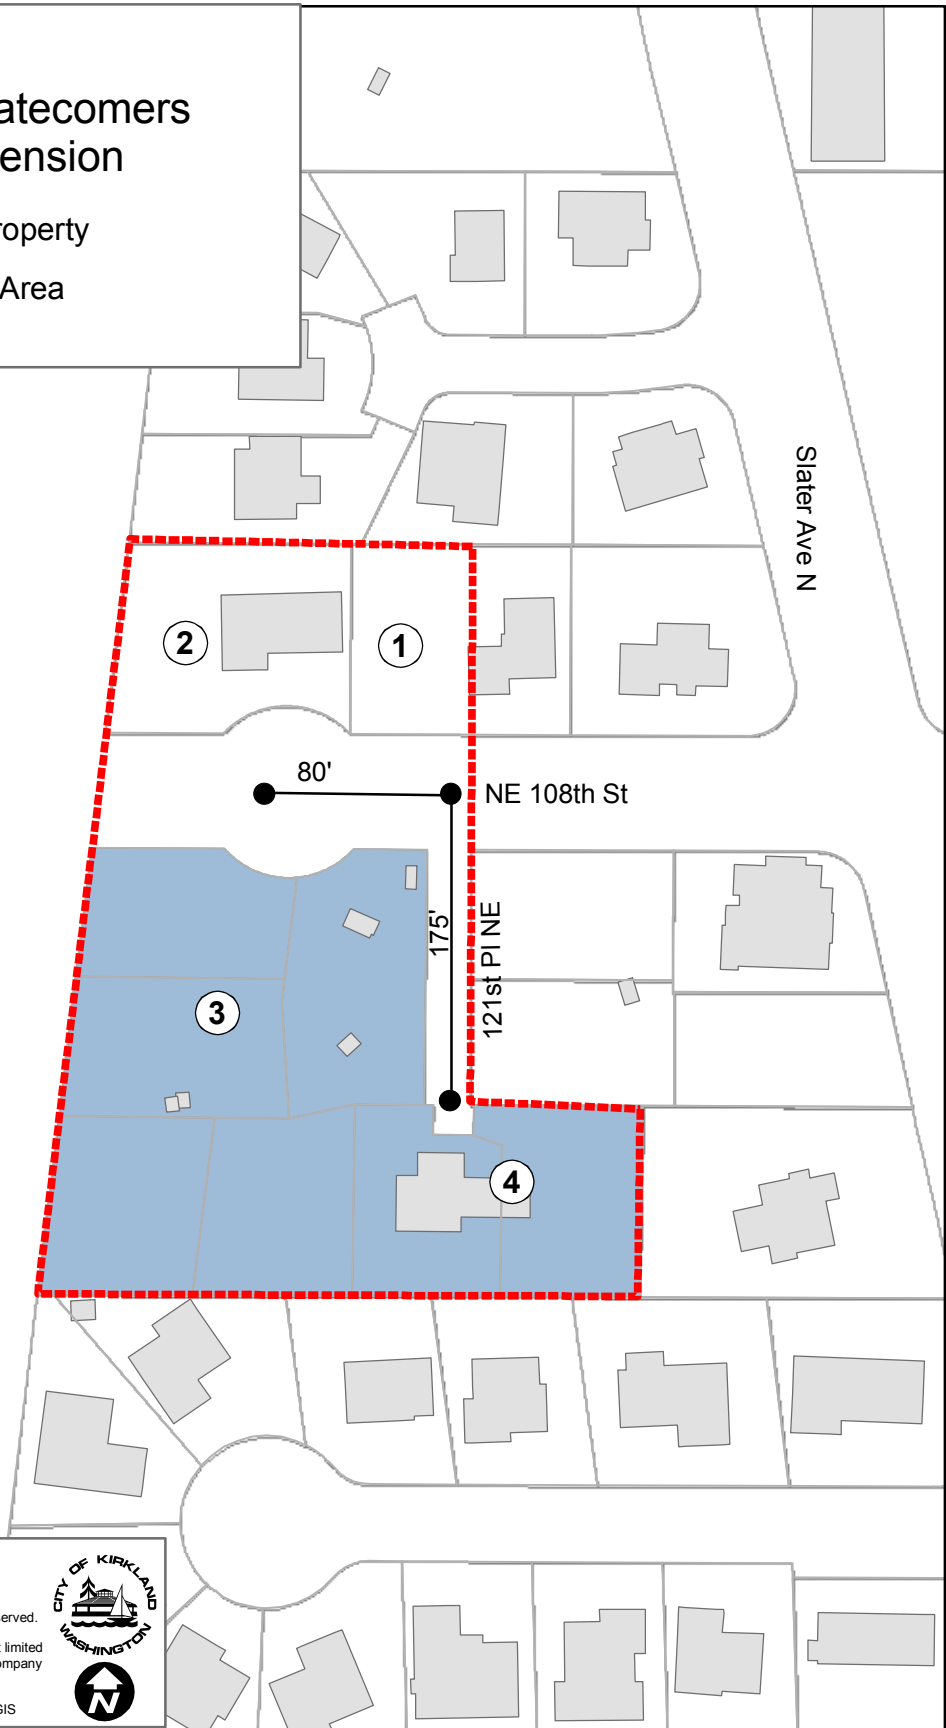 atecomers
ension
roperty
Area
Slater Ave N
2
1
80'
NE 108th St
175'
121st Pl NE
3
4
CITY OF KIRKLAND
WASHINGTON
erved.
t limited
ompany
GIS
N